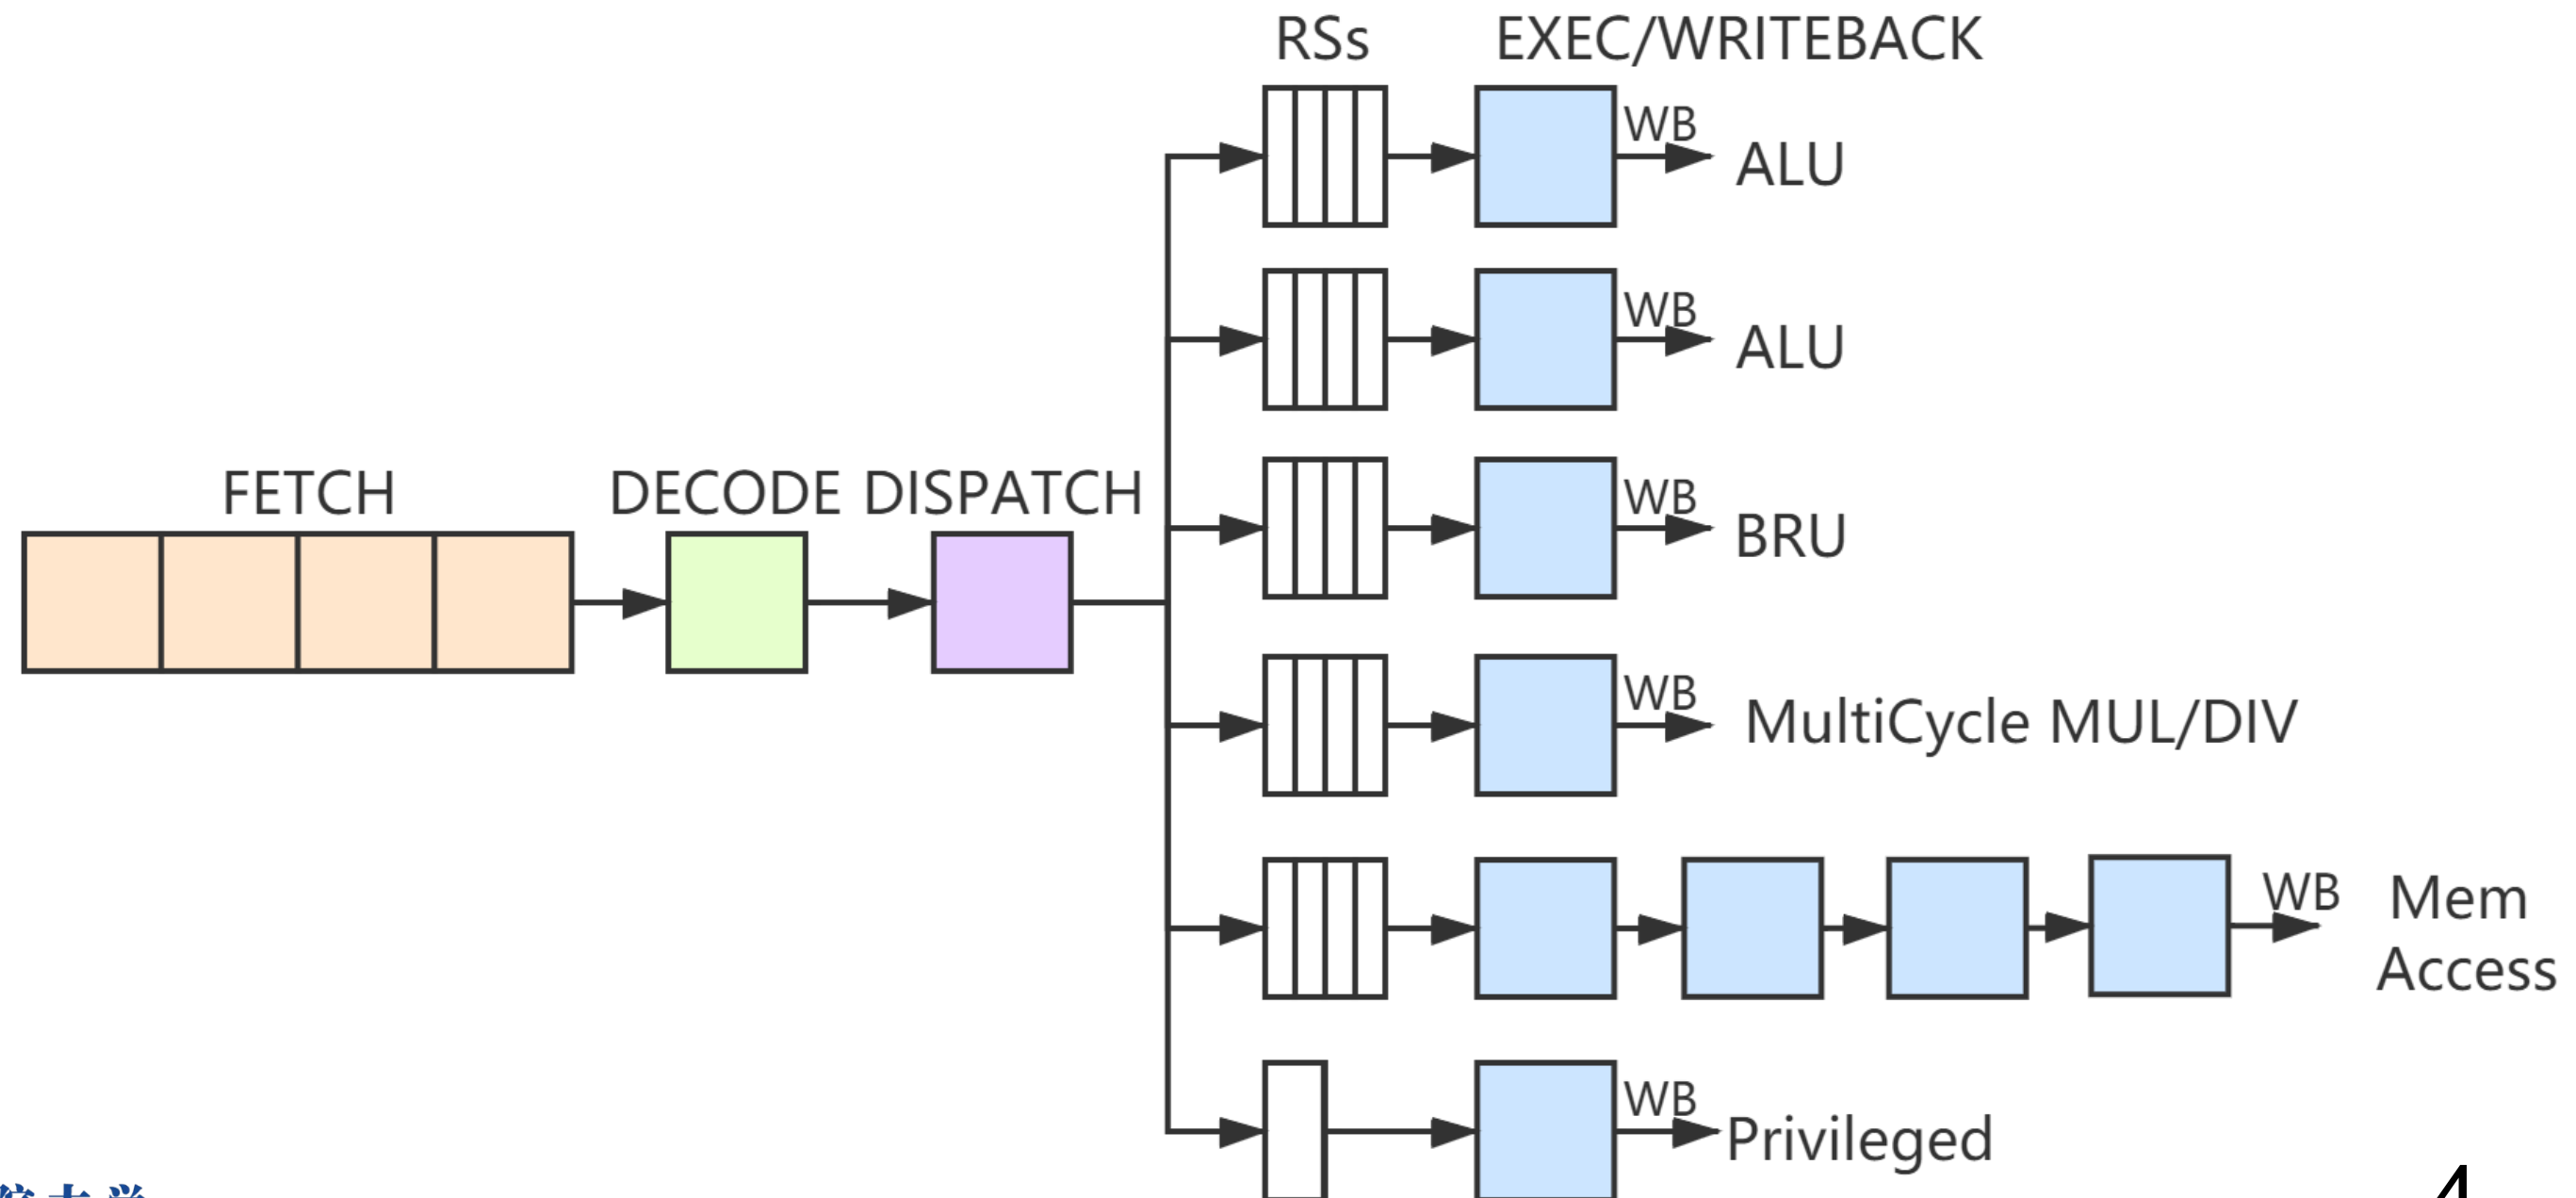 RSs EXEC/WRITEBACK
WB
ALU
WB
ALU
FETCH DECODE DISPATCH
WB
BRU
WB
MultiCycle MUL/DIV
WB
Mem
Access
WB
Privileged
4